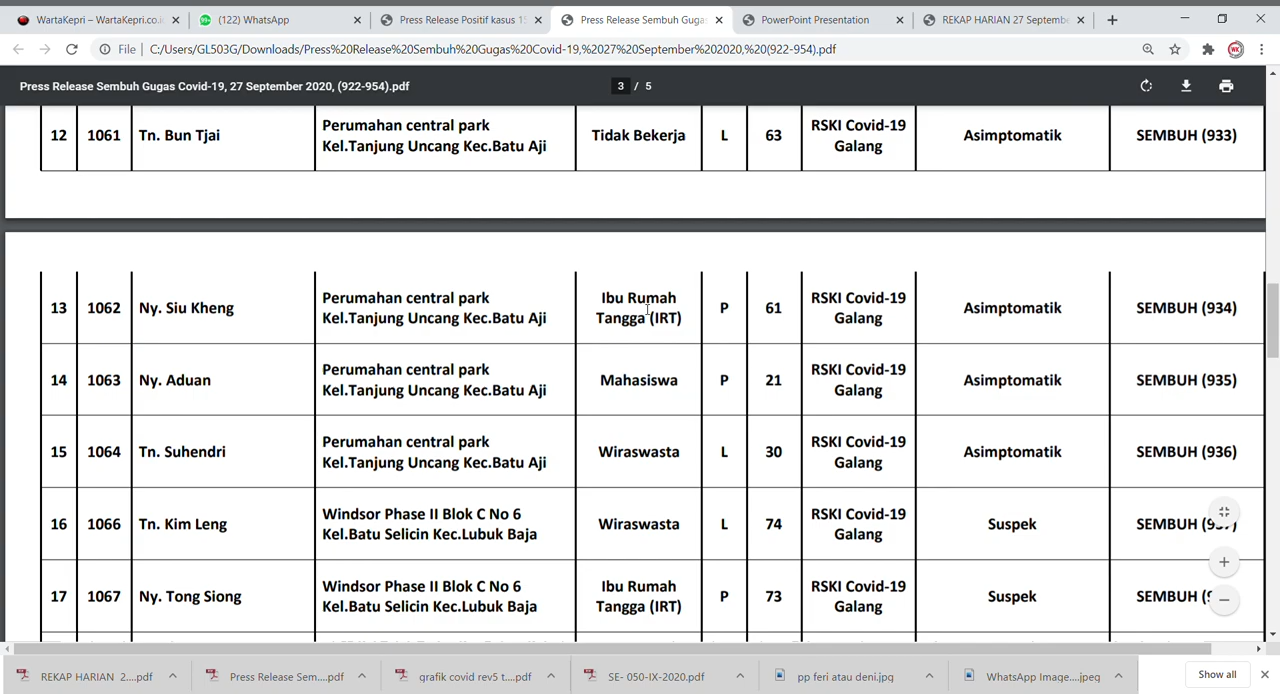 WartaKepri – WartaKepri.co.i
(122) WhatsApp
Press Release Positif kasus 1
Press Release Sembuh Guga
PowerPoint Presentation
REKAP HARIAN 27 Septemb
File
C:/Users/GL503G/Downloads/Press%20Release%20Sembuh%20Gugas%20Covid-19,%2027%20September%202020,%20(922-954).pdf
Press Release Sembuh Gugas Covid-19, 27 September 2020, (922-954).pdf
3 / 5
12 1061 Tn. Bun Tjai Perumahan central park Tidak Bekerja L 63 RSKI Covid-19 Asimptomatik SEMBUH (933)
Kel.Tanjung Uncang Kec.Batu Aji Galang
13 1062 Ny. Siu Kheng Perumahan central park Ibu Rumah P 61 RSKI Covid-19 Asimptomatik SEMBUH (934)
Kel.Tanjung Uncang Kec.Batu Aji Tangga (IRT) Galang
14 1063 Ny. Aduan Perumahan central park Mahasiswa P 21 RSKI Covid-19 Asimptomatik SEMBUH (935)
Kel.Tanjung Uncang Kec.Batu Aji Galang
15 1064 Tn. Suhendri Perumahan central park Wiraswasta L 30 RSKI Covid-19 Asimptomatik SEMBUH (936)
Kel.Tanjung Uncang Kec.Batu Aji Galang
16 1066 Tn. Kim Leng Windsor Phase II Blok C No 6 Wiraswasta L 74 RSKI Covid-19 Suspek SEMBUH
Kel.Batu Selicin Kec.Lubuk Baja Galang
17 1067 Ny. Tong Siong Windsor Phase II Blok C No 6 Ibu Rumah P 73 RSKI Covid-19 Suspek SEMBUH
Kel.Batu Selicin Kec.Lubuk Baja Tangga (IRT) Galang
REKAP HARIAN 2....pdf
Press Release Sem....pdf
grafik covid rev5 t....pdf
SE- 050-IX-2020.pdf
pp feri atau deni.jpg
WhatsApp Image....jpeg
Show all